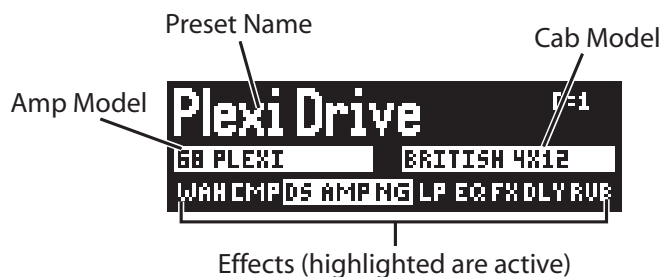 Preset Name
Cab Model
Amp Model
Plexi Drive
68 PLEXI
BRITISH 4X12
WAH CMP DS AMP NG LP EQ FX DLY RVB
Effects (highlighted are active)